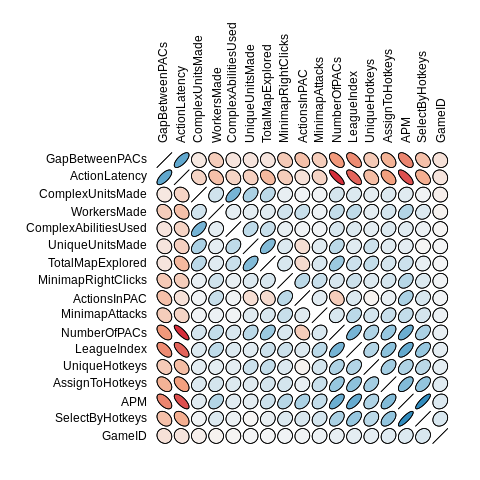 GapBetweenPACs
ActionLatency
ComplexUnitsMade
WorkersMade
ComplexAbilitiesUsed
UniqueUnitsMade
TotalMapExplored
MinimapRightClicks
ActionsInPAC
MinimapAttacks
NumberOfPACs
LeagueIndex
UniqueHotkeys
AssignToHotkeys
APM
SelectByHotkeys
GameID
GapBetweenPACs
ActionLatency
ComplexUnitsMade
WorkersMade
ComplexAbilitiesUsed
UniqueUnitsMade
TotalMapExplored
MinimapRightClicks
ActionsInPAC
MinimapAttacks
NumberOfPACs
LeagueIndex
UniqueHotkeys
AssignToHotkeys
APM
SelectByHotkeys
GameID